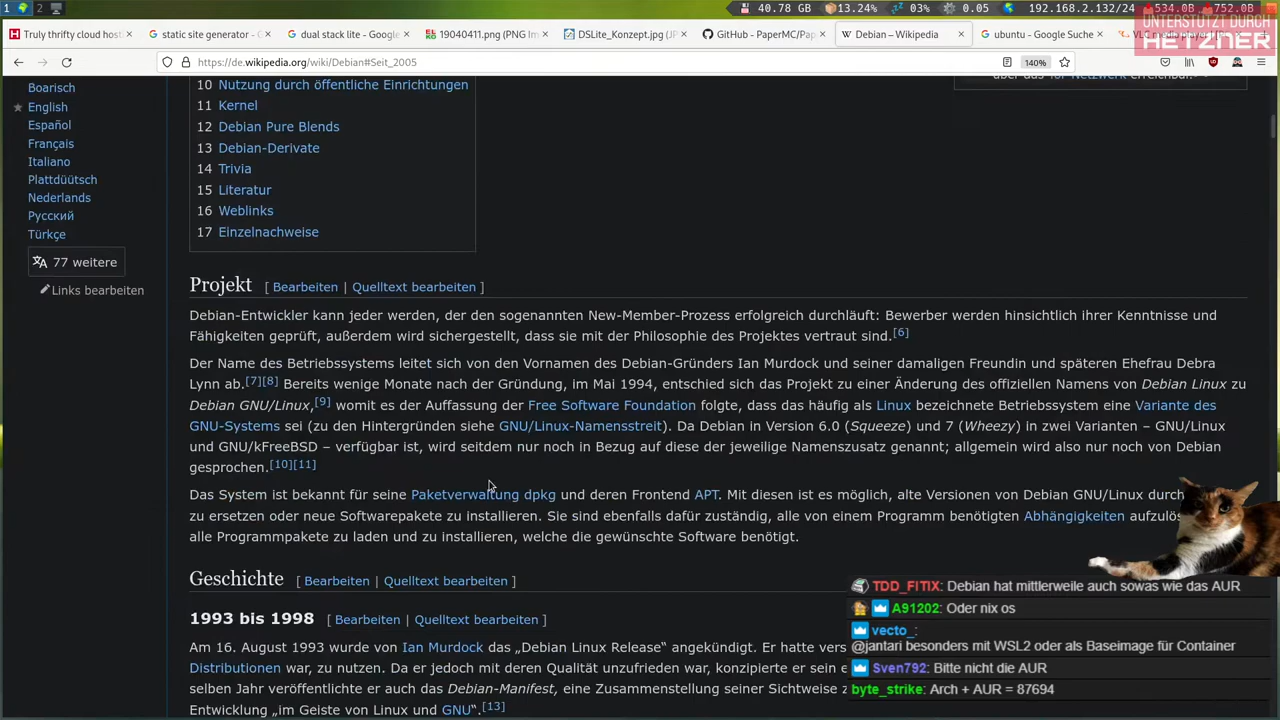 1 2 40.78 GB 13.24% 03% 0.05 192.168.2.132/24 534.0B 752.0B
UNTERSTÜTZT DURCH
HETZNER
Truly thrifty cloud hosti static site generator - G dual stack lite - Google 19040411.png (PNG Im DSLite_Konzept.jpg (JP GitHub - PaperMC/Pap Debian – Wikipedia ubuntu - Google Suche VLC media player
https://de.wikipedia.org/wiki/Debian#Seit_2005 140%
über das Tor-Netzwerk erreichbar.
Boarisch
English
Español
Français
Italiano
Plattdüütsch
Nederlands
Русский
Türkçe
77 weitere
Links bearbeiten
10 Nutzung durch öffentliche Einrichtungen
11 Kernel
12 Debian Pure Blends
13 Debian-Derivate
14 Trivia
15 Literatur
16 Weblinks
17 Einzelnachweise
Projekt [ Bearbeiten | Quelltext bearbeiten ]
Debian-Entwickler kann jeder werden, der den sogenannten New-Member-Prozess erfolgreich durchläuft: Bewerber werden hinsichtlich ihrer Kenntnisse und
Fähigkeiten geprüft, außerdem wird sichergestellt, dass sie mit der Philosophie des Projektes vertraut sind.[6]
Der Name des Betriebssystems leitet sich von den Vornamen des Debian-Gründers Ian Murdock und seiner damaligen Freundin und späteren Ehefrau Debra
Lynn ab.[7][8] Bereits wenige Monate nach der Gründung, im Mai 1994, entschied sich das Projekt zu einer Änderung des offiziellen Namens von Debian Linux zu
Debian GNU/Linux,[9] womit es der Auffassung der Free Software Foundation folgte, dass das häufig als Linux bezeichnete Betriebssystem eine Variante des
GNU-Systems sei (zu den Hintergründen siehe GNU/Linux-Namensstreit). Da Debian in Version 6.0 (Squeeze) und 7 (Wheezy) in zwei Varianten – GNU/Linux
und GNU/kFreeBSD – verfügbar ist, wird seitdem nur noch in Bezug auf diese der jeweilige Namenszusatz genannt; allgemein wird also nur noch von Debian
gesprochen.[10][11]
Das System ist bekannt für seine Paketverwaltung dpkg und deren Frontend APT. Mit diesen ist es möglich, alte Versionen von Debian GNU/Linux durch
zu ersetzen oder neue Softwarepakete zu installieren. Sie sind ebenfalls dafür zuständig, alle von einem Programm benötigten Abhängigkeiten aufzulös
alle Programmpakete zu laden und zu installieren, welche die gewünschte Software benötigt.
Geschichte [ Bearbeiten | Quelltext bearbeiten ]
1993 bis 1998 [ Bearbeiten | Quelltext bearbeiten ]
Am 16. August 1993 wurde von Ian Murdock das „Debian Linux Release“ angekündigt. Er hatte vers
Distributionen war, zu nutzen. Da er jedoch mit deren Qualität unzufrieden war, konzipierte er sein e
selben Jahr veröffentlichte er auch das Debian-Manifest, eine Zusammenstellung seiner Sichtweise z
Entwicklung „im Geiste von Linux und GNU“.[13]
TDD_FITIX: Debian hat mittlerweile auch sowas wie das AUR
A91202: Oder nix os
vecto_:
@jantari besonders mit WSL2 oder als Baseimage für Container
Sven792: Bitte nicht die AUR
byte_strike: Arch + AUR = 87694